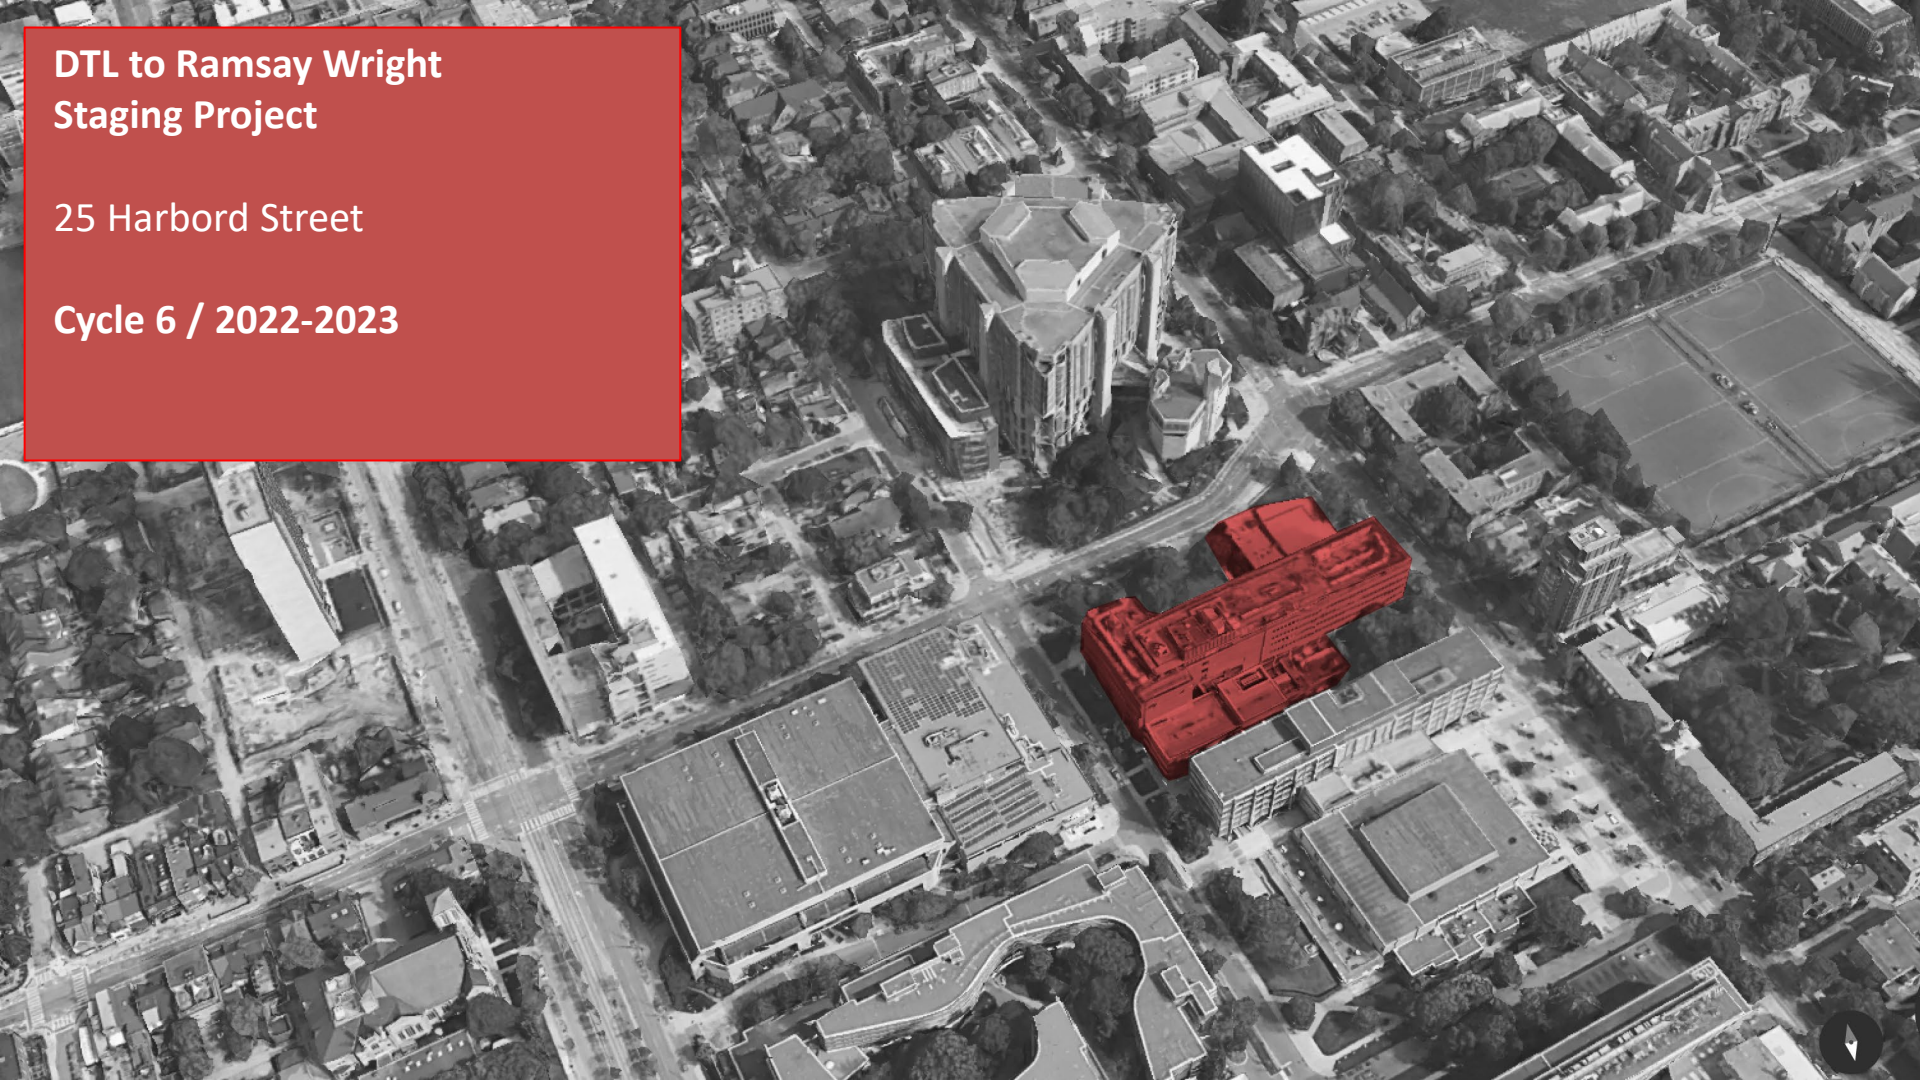 DTL to Ramsay Wright
Staging Project
25 Harbord Street
Cycle 6 / 2022-2023